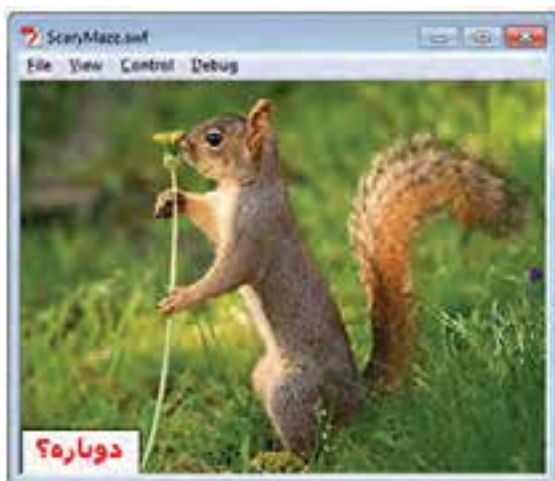 ScaryMaze.swf
File View Control Debug
دوباره؟